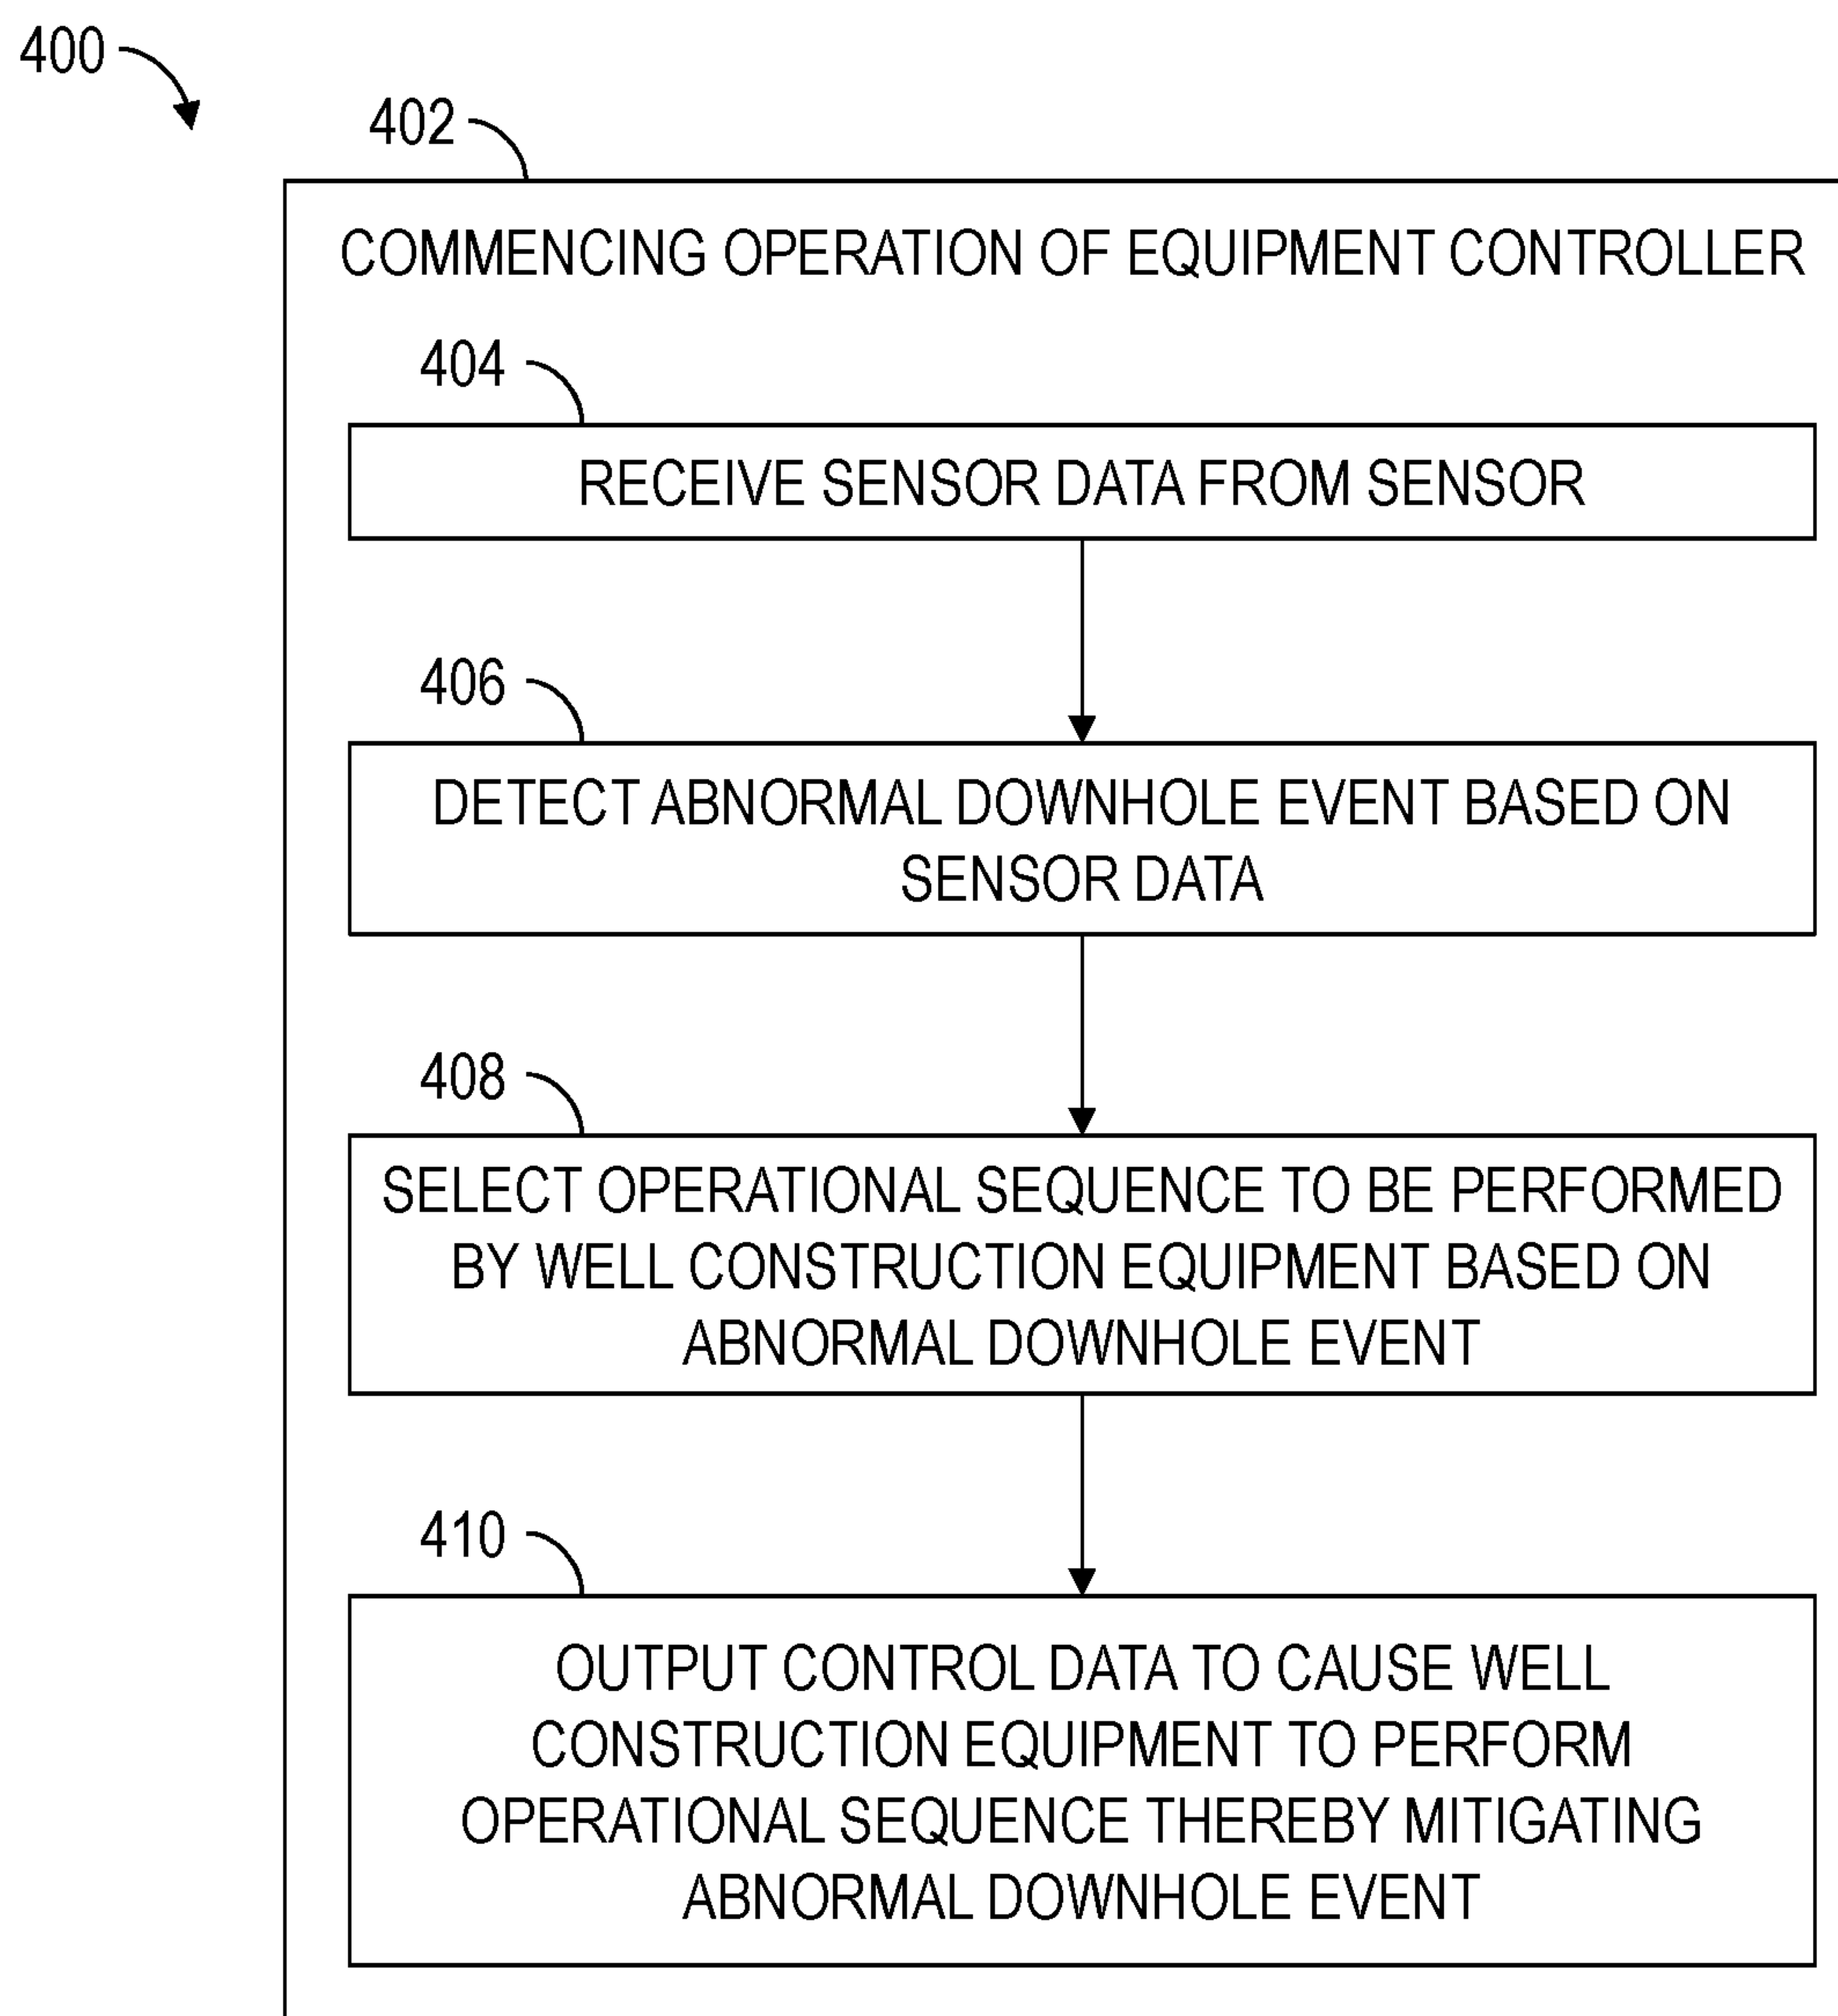 400
402
COMMENCING OPERATION OF EQUIPMENT CONTROLLER
404
RECEIVE SENSOR DATA FROM SENSOR
406
DETECT ABNORMAL DOWNHOLE EVENT BASED ON
SENSOR DATA
408
SELECT OPERATIONAL SEQUENCE TO BE PERFORMED
BY WELL CONSTRUCTION EQUIPMENT BASED ON
ABNORMAL DOWNHOLE EVENT
410
OUTPUT CONTROL DATA TO CAUSE WELL
CONSTRUCTION EQUIPMENT TO PERFORM
OPERATIONAL SEQUENCE THEREBY MITIGATING
ABNORMAL DOWNHOLE EVENT